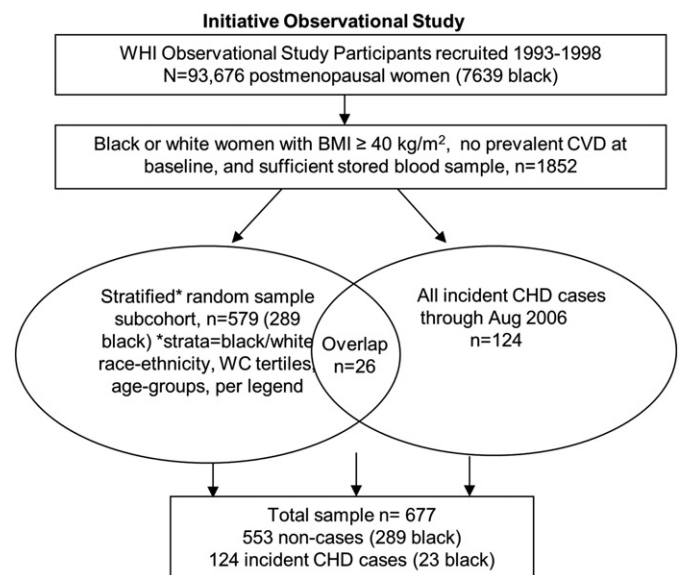 Initiative Observational Study
WHI Observational Study Participants recruited 1993-1998
N=93,676 postmenopausal women (7639 black)
Black or white women with BMI ≥ 40 kg/m², no prevalent CVD at
baseline, and sufficient stored blood sample, n=1852
Stratified* random sample
subcohort, n=579 (289
black) *strata=black/white
race-ethnicity, WC tertiles,
age-groups, per legend
Overlap
n=26
All incident CHD cases
through Aug 2006
n=124
Total sample n= 677
553 non-cases (289 black)
124 incident CHD cases (23 black)